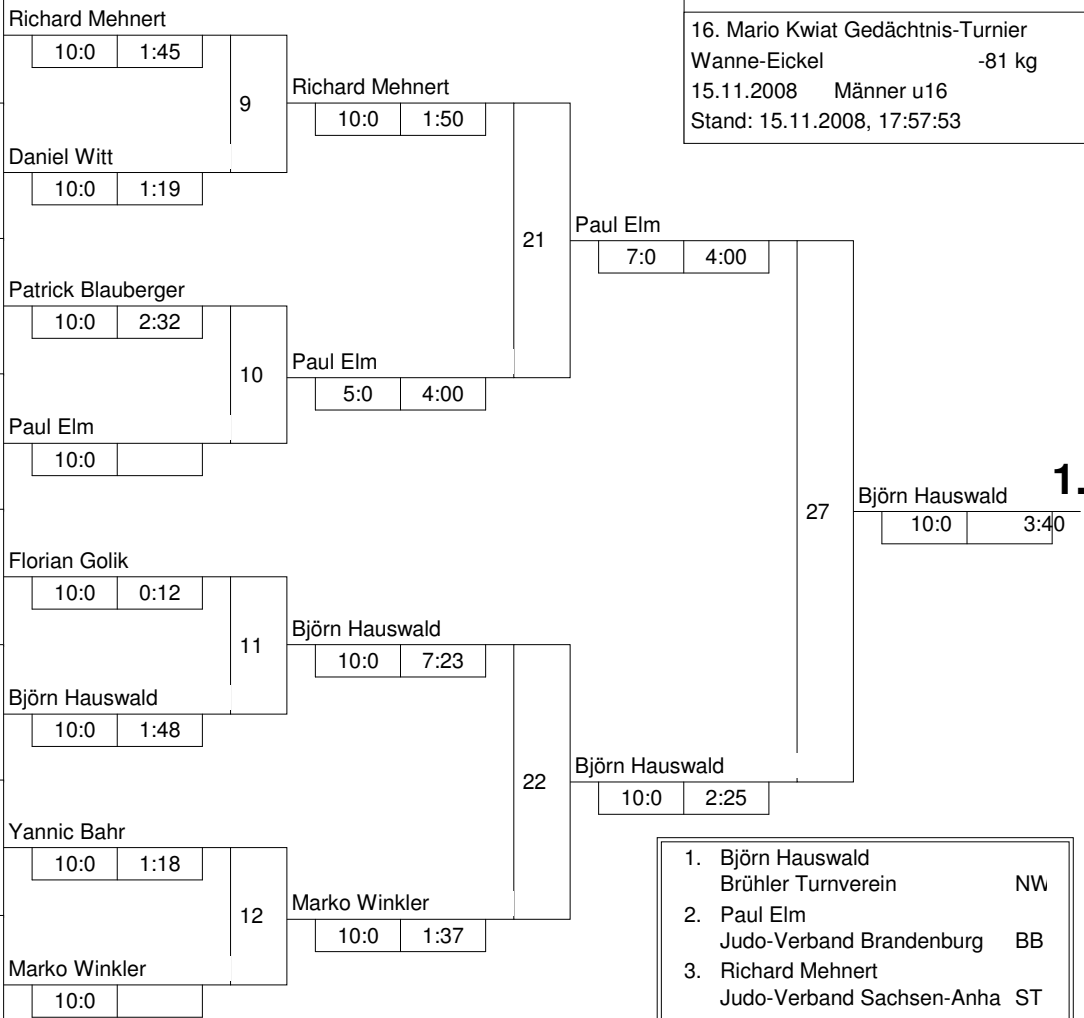 Richard Mehnert
10:0 1:45
9
Daniel Witt
10:0 1:19
Richard Mehnert
10:0 1:50
16. Mario Kwiat Gedächtnis-Turnier
Wanne-Eickel -81 kg
15.11.2008 Männer u16
Stand: 15.11.2008, 17:57:53
21
Paul Elm
7:0 4:00
Patrick Blauberger
10:0 2:32
10
Paul Elm
5:0 4:00
Paul Elm
10:0
27
Björn Hauswald 1.
10:0 3:40
Florian Golik
10:0 0:12
11
Björn Hauswald
10:0 7:23
Björn Hauswald
10:0 1:48
22
Björn Hauswald
10:0 2:25
Yannic Bahr
10:0 1:18
12
Marko Winkler
10:0 1:37
Marko Winkler
10:0
1. Björn Hauswald
Brühler Turnverein NW
2. Paul Elm
Judo-Verband Brandenburg BB
3. Richard Mehnert
Judo-Verband Sachsen-Anha ST